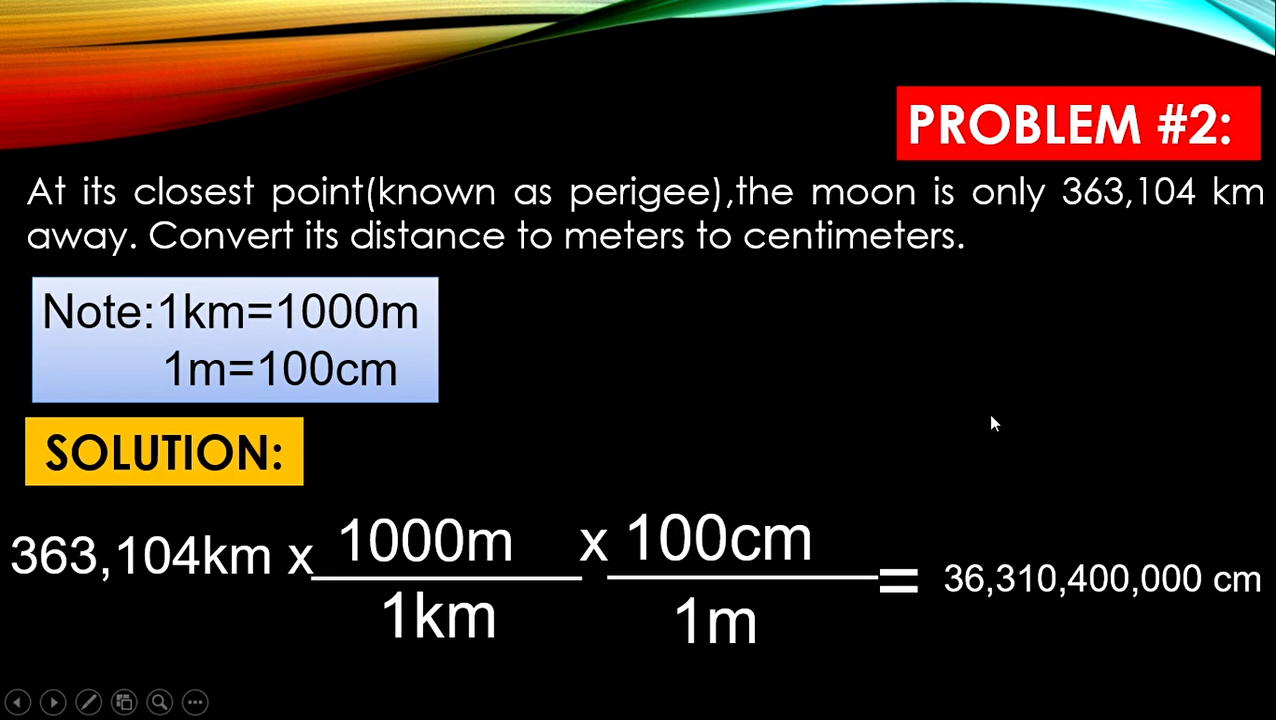 PROBLEM #2:
At its closest point(known as perigee),the moon is only 363,104 km
away. Convert its distance to meters to centimeters.
Note:1km=1000m
1m=100cm
SOLUTION:
363,104km x 1000m x 100cm = 36,310,400,000 cm
1km 1m